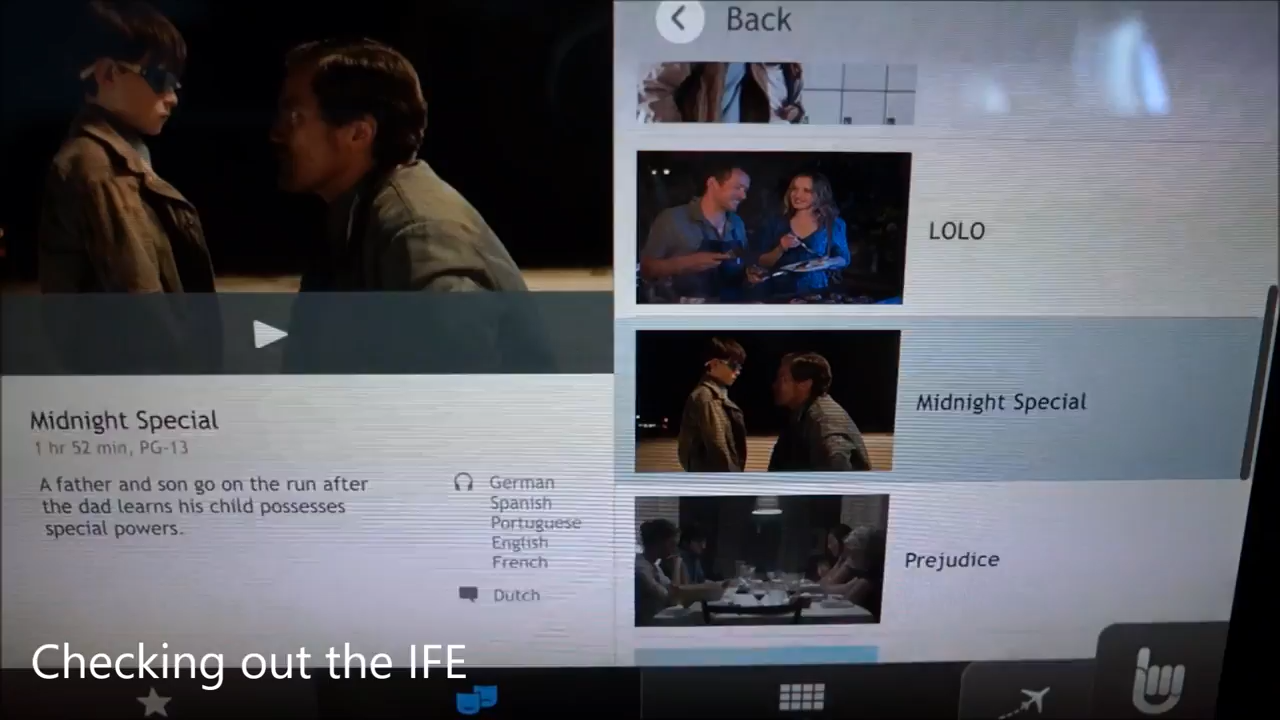 Back
LOLO
Midnight Special
Prejudice
Midnight Special
1 hr 52 min, PG-13
A father and son go on the run after
the dad learns his child possesses
special powers.
German
Spanish
Portuguese
English
French
Dutch
Checking out the IFE